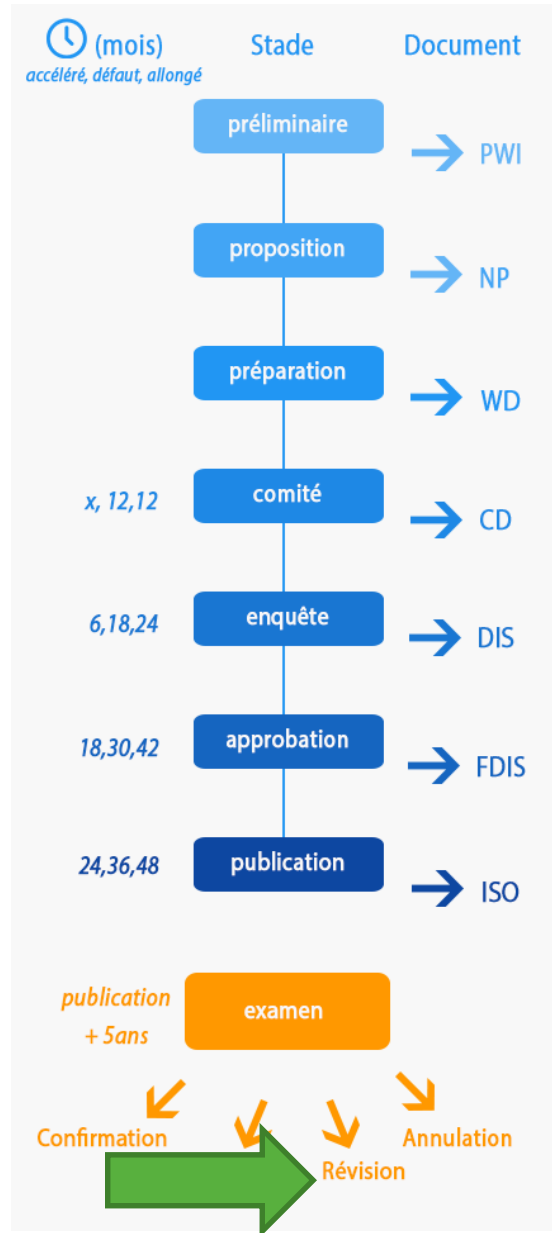 (mois) Stade Document
accéléré, défaut, allongé
préliminaire
PWI
proposition
NP
préparation
WD
x, 12,12 comité
CD
6,18,24 enquête
DIS
18,30,42 approbation
FDIS
24,36,48 publication
ISO
publication
+ 5ans
examen
Confirmation
Annulation
Révision